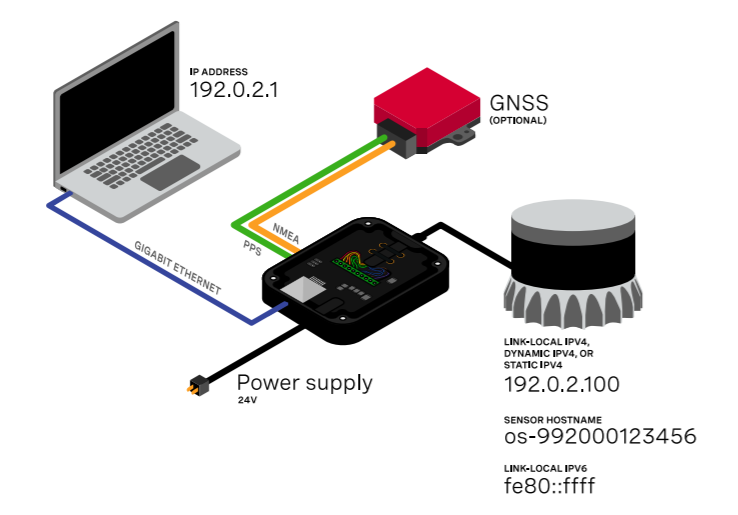 IP ADDRESS
192.0.2.1
GNSS
(OPTIONAL)
NMEA
PPS
GIGABIT ETHERNET
Power supply
24V
LINK-LOCAL IPV4,
DYNAMIC IPV4, OR
STATIC IPV4
192.0.2.100
SENSOR HOSTNAME
os-992000123456
LINK-LOCAL IPV6
fe80::ffff